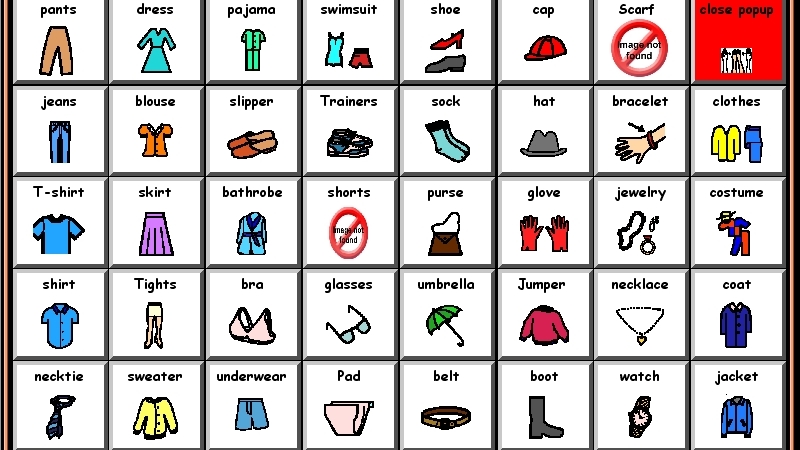 pants dress pajama swimsuit shoe cap Scarf close popup
Image not
found
jeans blouse slipper Trainers sock hat bracelet clothes
T-shirt skirt bathrobe shorts purse glove jewelry costume
Image not
found
shirt Tights bra glasses umbrella Jumper necklace coat
necktie sweater underwear Pad belt boot watch jacket